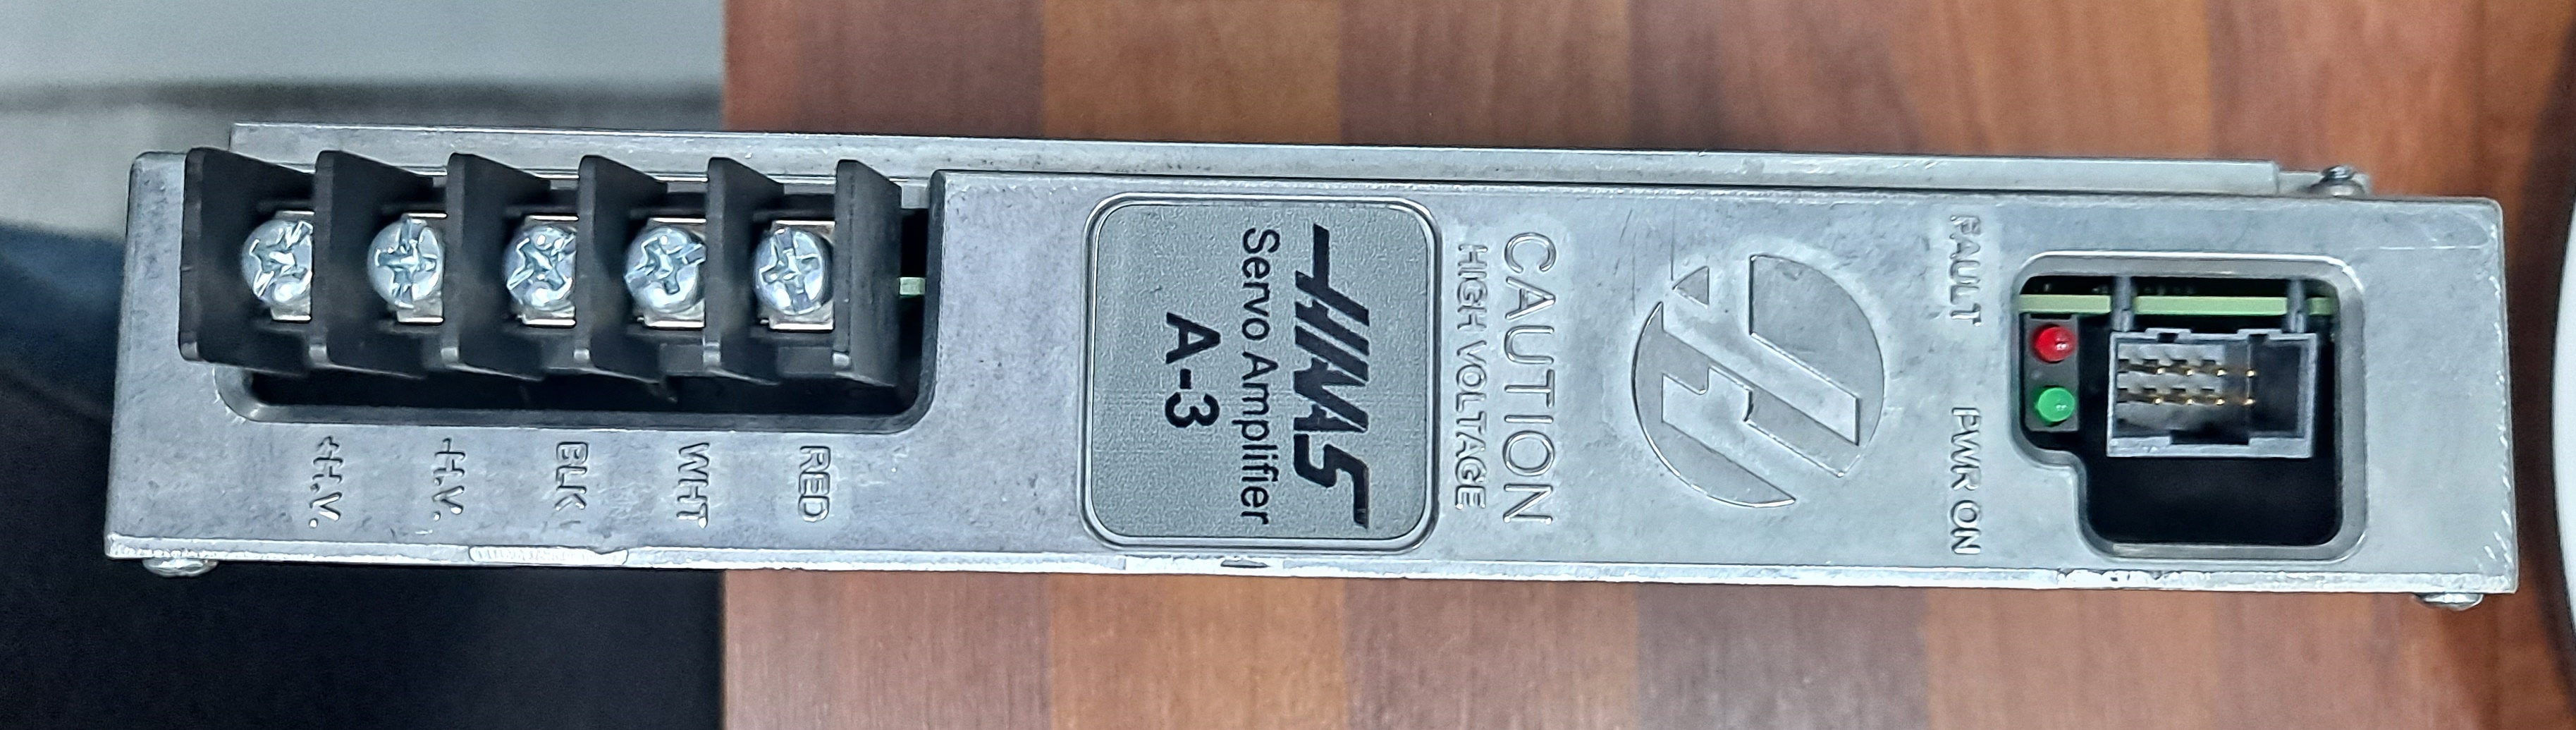 HAAS
Servo Amplifier
A-3
CAUTION
HIGH VOLTAGE
FAULT
PWR ON
RED
WHT
BLK
-H.V.
+H.V.